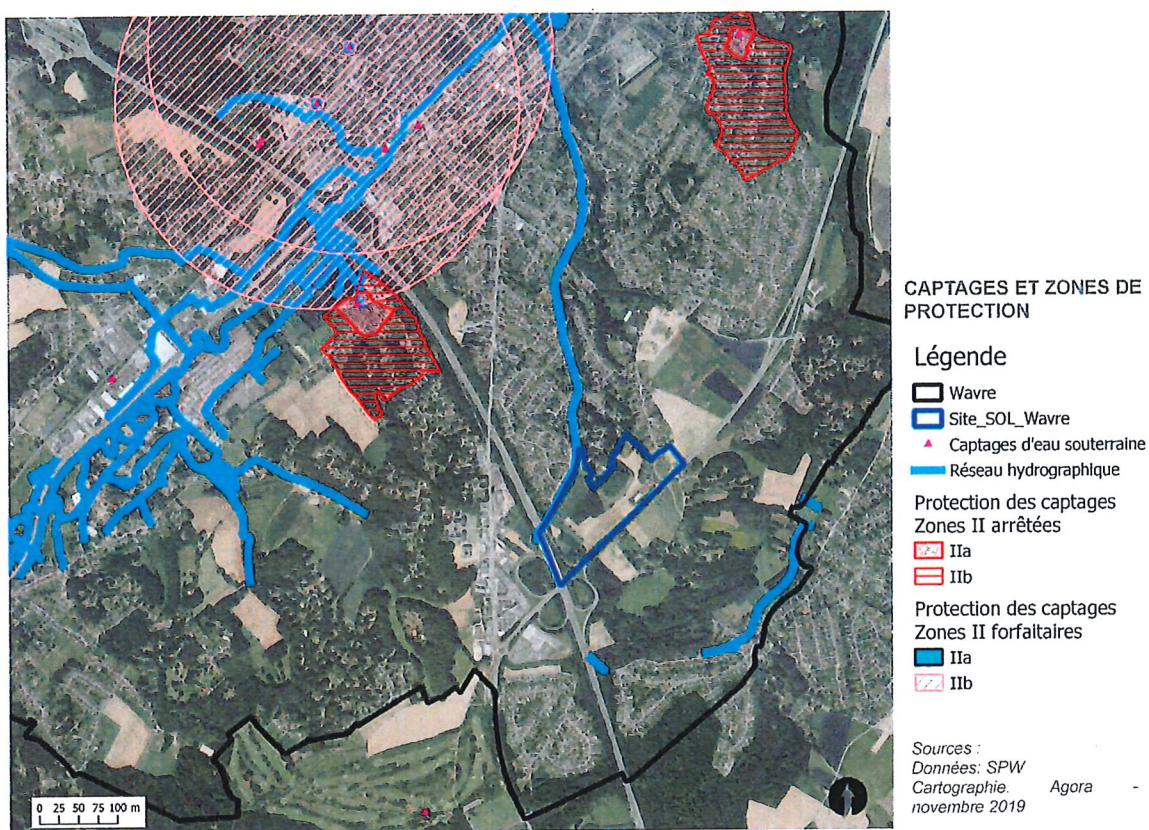 CAPTAGES ET ZONES DE
PROTECTION
Légende
Wavre
Site_SOL_Wavre
Captages d'eau souterraine
Réseau hydrographique
Protection des captages
Zones II arrêtées
IIa
IIb
Protection des captages
Zones II forfaitaires
IIa
IIb
Sources :
Données: SPW
Cartographie. Agora -
novembre 2019
0 25 50 75 100 m